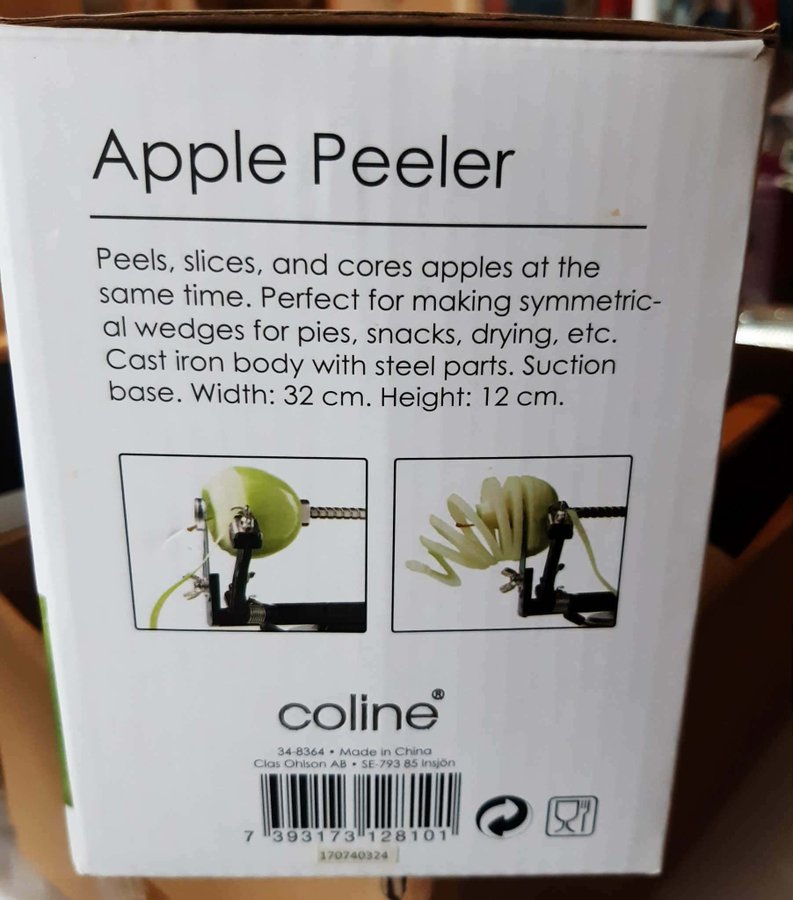 Apple Peeler
Peels, slices, and cores apples at the
same time. Perfect for making symmetric-
al wedges for pies, snacks, drying, etc.
Cast iron body with steel parts. Suction
base. Width: 32 cm. Height: 12 cm.
coline®
34-8364 • Made in China
Clas Ohlson AB • SE-793 85 Insjön
7 393173 128101
170740324